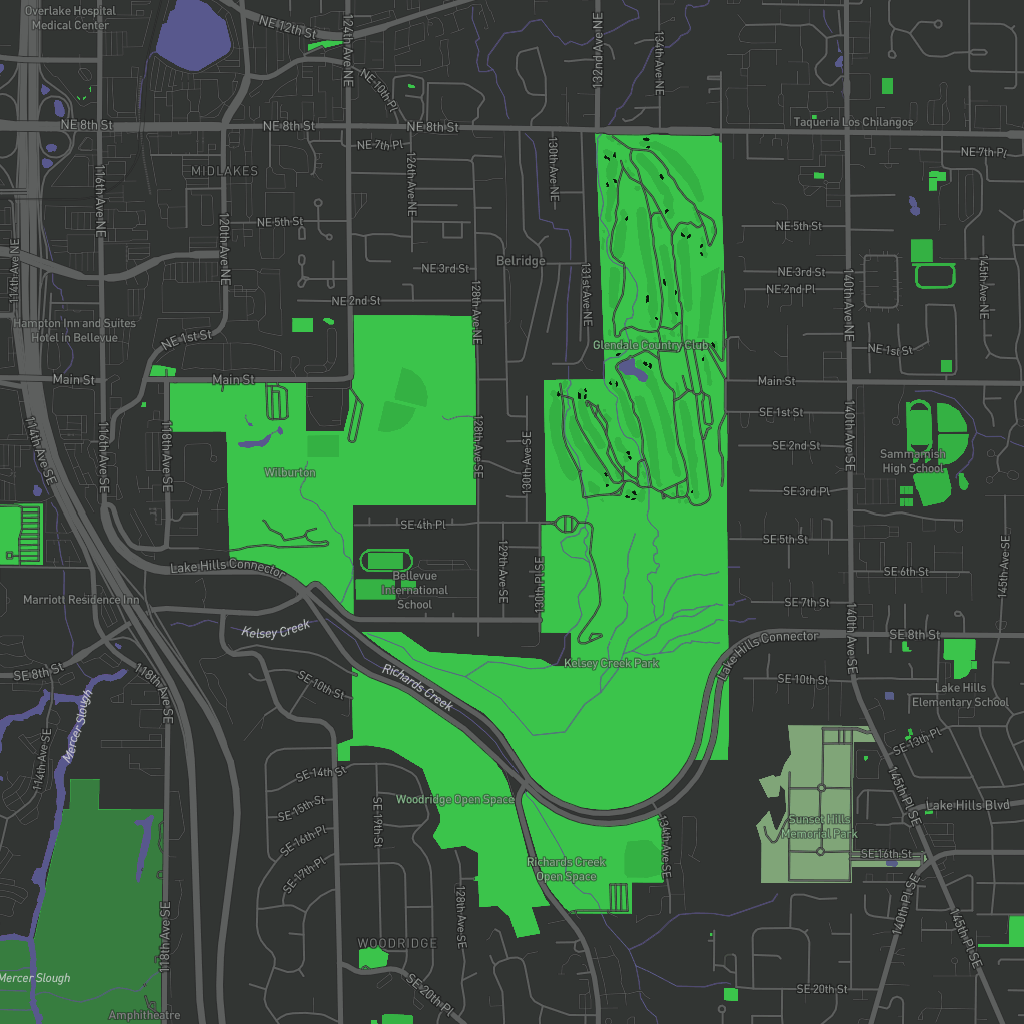 Overlake Hospital
Medical Center
NE 12th St
124th Ave NE
132nd Ave NE
134th Ave NE
NE 10th Pl
NE 8th St
NE 8th St
NE 8th St
Taqueria Los Chilangos
NE 7th Pl
NE 7th Pl
130th Ave NE
126th Ave NE
116th Ave NE
MIDLAKES
120th Ave NE
NE 5th St
NE 5th St
114th Ave NE
Belridge
NE 3rd St
NE 3rd St
131st Ave NE
128th Ave NE
140th Ave NE
145th Ave NE
NE 2nd St
NE 2nd Pl
Hampton Inn and Suites
Hotel in Bellevue
NE 1st St
Glendale Country Club
NE 1st St
Main St
Main St
Main St
SE 1st St
114th Ave SE
116th Ave SE
118th Ave SE
128th Ave SE
130th Ave SE
140th Ave SE
SE 2nd St
Sammamish
High School
Wilburton
SE 3rd Pl
SE 4th Pl
SE 5th St
129th Ave SE
130th Pl SE
145th Ave SE
Lake Hills Connector
Bellevue
International
School
SE 6th St
Marriott Residence Inn
SE 7th St
Kelsey Creek
140th Ave SE
SE 8th St
Lake Hills Connector
SE 8th St
Kelsey Creek Park
118th Ave SE
SE 10th St
Richards Creek
SE 10th St
Lake Hills
Elementary School
Mercer Slough
114th Ave SE
SE 13th Pl
SE 14th St
145th Pl SE
Woodridge Open Space
SE 15th St
SE 19th St
Lake Hills Blvd
Sunset Hills
Memorial Park
SE 16th Pl
134th Ave SE
SE 16th St
SE 17th Pl
Richards Creek
Open Space
118th Ave SE
128th Ave SE
140th Pl SE
145th Pl SE
WOODRIDGE
Mercer Slough
SE 20th Pl
SE 20th St
Amphitheatre